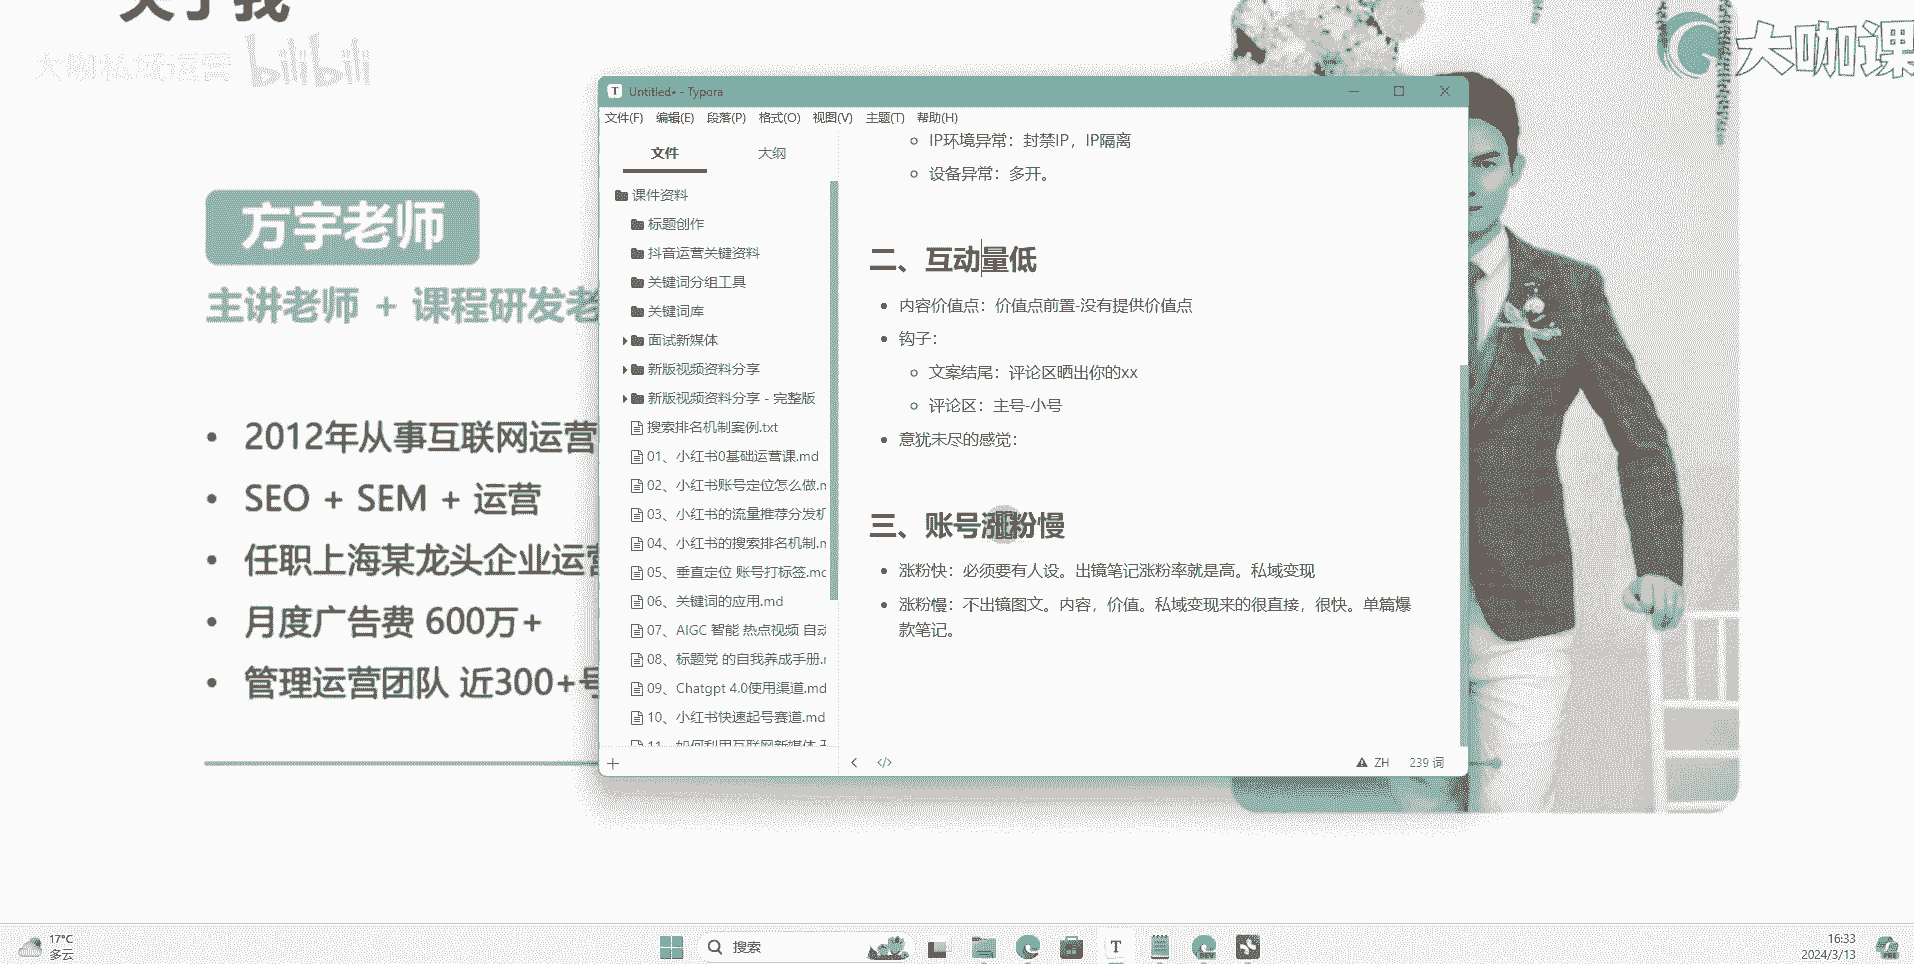 关于我
大咖私域运营 bilibili
大咖课
方宇老师
主讲老师 + 课程研发老
2012年从事互联网运营
SEO + SEM + 运营
任职上海某龙头企业运营
月度广告费 600万+
管理运营团队 近300+号
Untitled• - Typora
文件(F) 编辑(E) 段落(P) 格式(O) 视图(V) 主题(T) 帮助(H)
文件 大纲
课件资料
标题创作
抖音运营关键资料
关键词分组工具
关键词库
面试新媒体
新版视频资料分享
新版视频资料分享 - 完整版
搜索排名机制案例.txt
01、小红书0基础运营课.md
02、小红书账号定位怎么做.m
03、小红书的流量推荐分发机
04、小红书的搜索排名机制.m
05、垂直定位 账号打标签.md
06、关键词的应用.md
07、AIGC 智能 热点视频 自动
08、标题党 的自我养成手册.m
09、Chatgpt 4.0使用渠道.md
10、小红书快速起号赛道.md
11、如何利用互联网新媒体
IP环境异常：封禁IP，IP隔离
设备异常：多开。
二、互动量低
内容价值点：价值点前置-没有提供价值点
钩子：
文案结尾：评论区晒出你的xx
评论区：主号-小号
意犹未尽的感觉：
三、账号涨粉慢
涨粉快：必须要有人设。出镜笔记涨粉率就是高。私域变现
涨粉慢：不出镜图文。内容，价值。私域变现来的很直接，很快。单篇爆
款笔记。
ZH 239 词
17°C
多云
搜索
16:33
2024/3/13